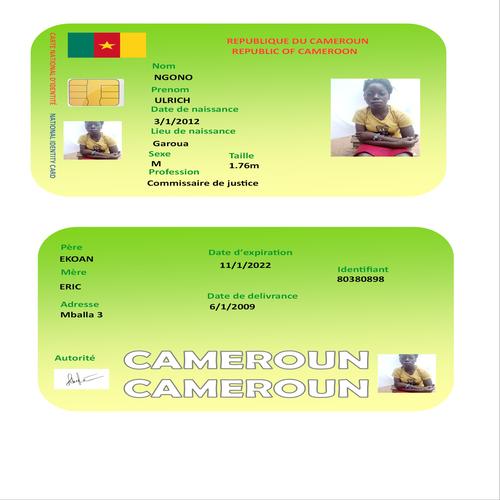 CARTE NATIONAL D'IDENTITÉ
NATIONAL IDENTITY CARD
REPUBLIQUE DU CAMEROUN
REPUBLIC OF CAMEROON
Nom
NGONO
Prenom
ULRICH
Date de naissance
3/1/2012
Lieu de naissance
Garoua
Sexe Taille
M 1.76m
Profession
Commissaire de justice
Père
EKOAN
Mère
ERIC
Adresse
Mballa 3
Date d'expiration
11/1/2022
Date de delivrance
6/1/2009
Identifiant
80380898
Autorité
CAMEROUN
CAMEROUN